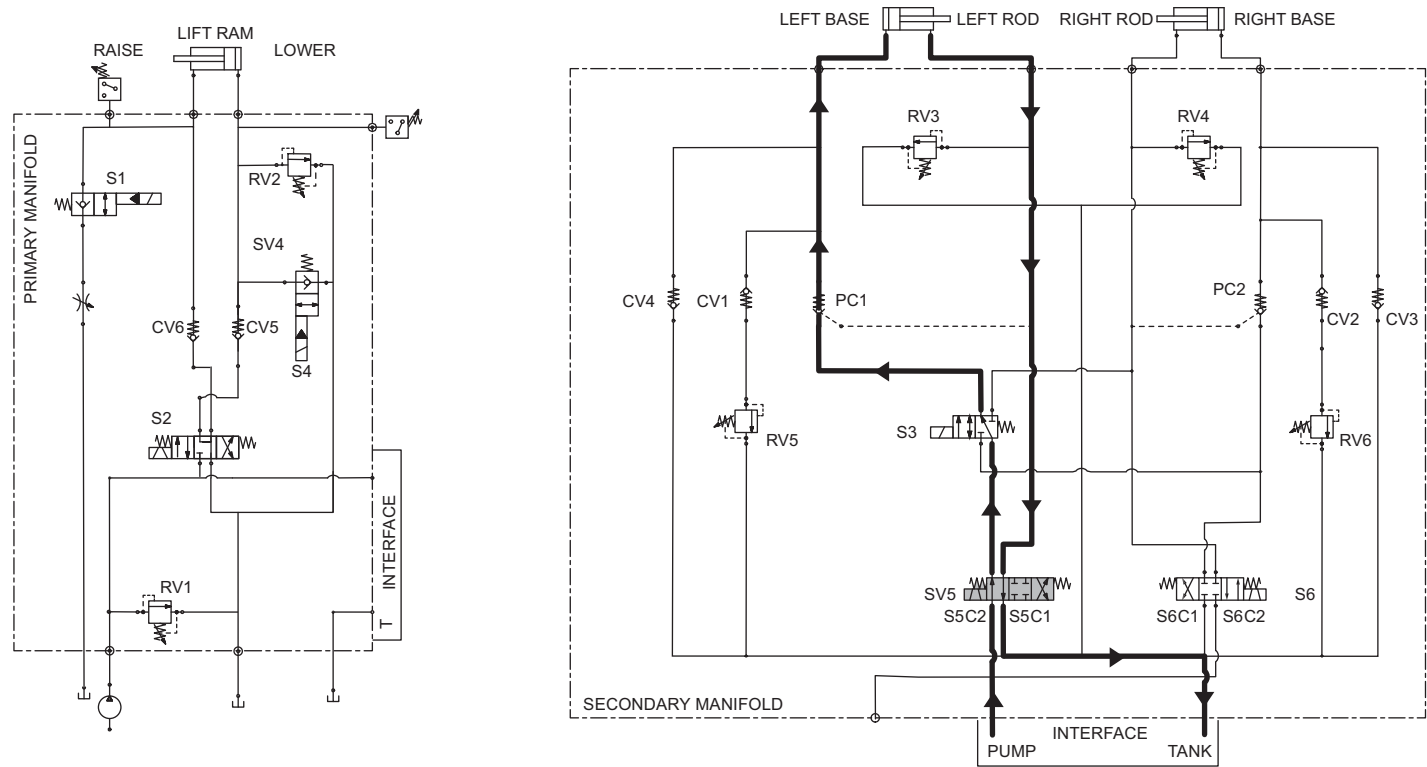 LIFT RAM
RAISE
LOWER
PRIMARY MANIFOLD
S1
RV2
SV4
CV6
CV5
S4
S2
RV1
INTERFACE
T
LEFT BASE
LEFT ROD
RIGHT ROD
RIGHT BASE
RV3
RV4
CV4
CV1
PC1
PC2
CV2
CV3
S3
RV5
RV6
SV5
S5C2
S5C1
S6C1
S6C2
S6
SECONDARY MANIFOLD
INTERFACE
PUMP
TANK